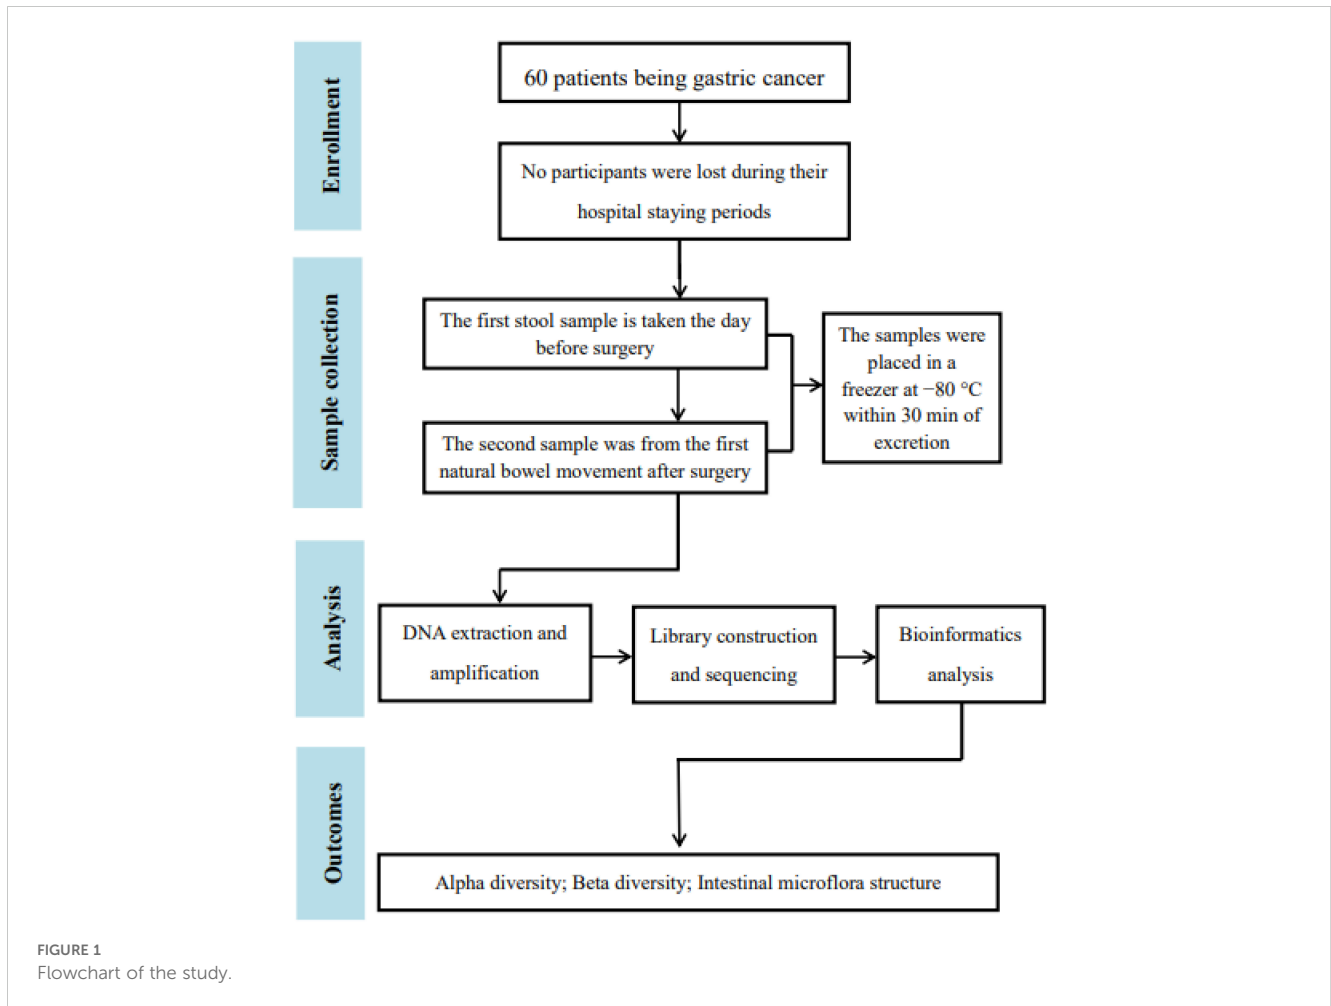 Enrollment
60 patients being gastric cancer
No participants were lost during their
hospital staying periods
Sample collection
The first stool sample is taken the day
before surgery
The second sample was from the first
natural bowel movement after surgery
The samples were
placed in a
freezer at −80 °C
within 30 min of
excretion
Analysis
DNA extraction and
amplification
Library construction
and sequencing
Bioinformatics
analysis
Outcomes
Alpha diversity; Beta diversity; Intestinal microflora structure
FIGURE 1
Flowchart of the study.